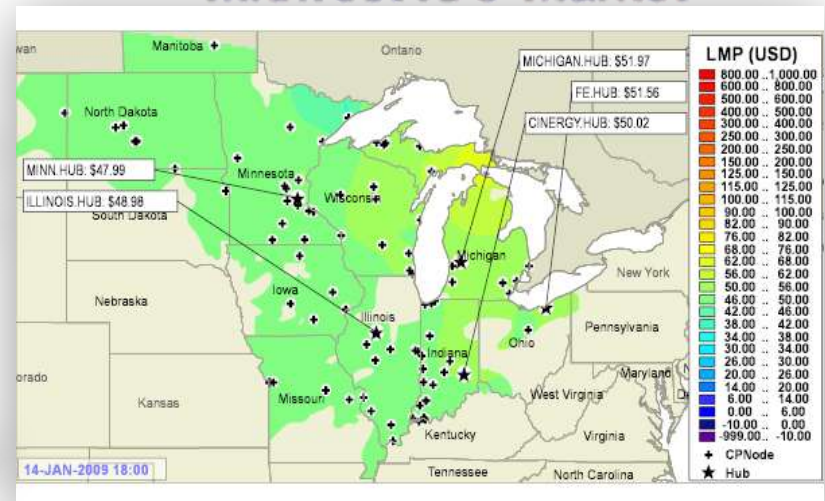 Manitoba
Ontario
MICHIGAN.HUB: $51.97
FE.HUB: $51.56
CINERGY.HUB: $50.02
North Dakota
MINN.HUB: $47.99
Minnesota
ILLINOIS.HUB: $48.98
South Dakota
Wisconsin
Michigan
New York
Iowa
Nebraska
Illinois
Pennsylvania
Ohio
Indiana
Maryland
orado
Kansas
Missouri
West Virginia
Kentucky
Virginia
14-JAN-2009 18:00
Tennessee
North Carolina
LMP (USD)
800.00 .. 1,000.00
600.00 .. 800.00
500.00 .. 600.00
400.00 .. 500.00
300.00 .. 400.00
250.00 .. 300.00
200.00 .. 250.00
150.00 .. 200.00
125.00 .. 150.00
115.00 .. 125.00
100.00 .. 115.00
90.00 .. 100.00
82.00 .. 90.00
76.00 .. 82.00
68.00 .. 76.00
62.00 .. 68.00
56.00 .. 62.00
50.00 .. 56.00
46.00 .. 50.00
42.00 .. 46.00
38.00 .. 42.00
34.00 .. 38.00
30.00 .. 34.00
26.00 .. 30.00
20.00 .. 26.00
14.00 .. 20.00
6.00 .. 14.00
0.00 .. 6.00
-10.00 .. 0.00
-999.00 .. -10.00
CPNode
Hub